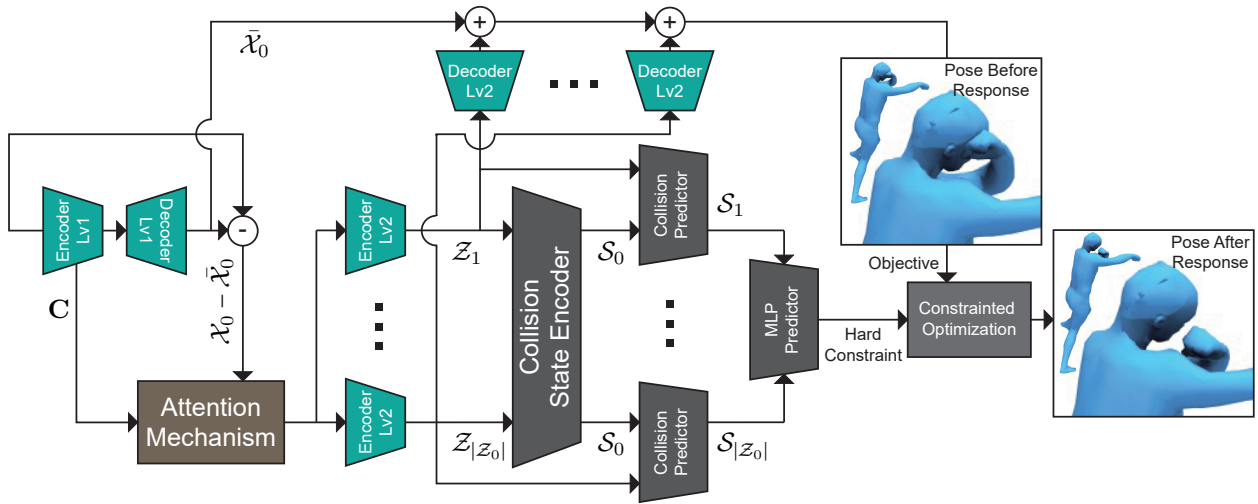 𝒳̄₀
+
+
Decoder
Lv2
Decoder
Lv2
Pose Before
Response
Encoder
Lv1
Decoder
Lv1
-
Encoder
Lv2
𝒵₁
𝒮₀
Collision
Predictor
𝒮₁
C
𝒳₀ − 𝒳̄₀
Collision
State Encoder
MLP
Predictor
Hard
Constraint
Objective
Constrainted
Optimization
Pose After
Response
Attention
Mechanism
Encoder
Lv2
𝒵|𝒵₀|
𝒮₀
Collision
Predictor
𝒮|𝒵₀|